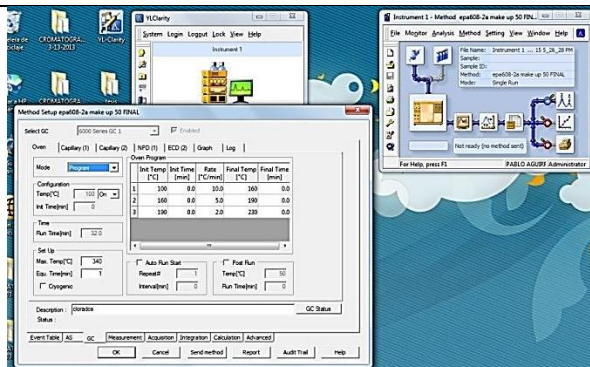 YL-Clarity
CROMATOGRA...
3-13-2013
YLClarity
System Login Loggut Lock View Help
Instrument 1
Instrument 1 - Method epa608-2a make up 50 FIN...
File Monitor Analysis Method Setting View Window Help
File Name: Instrument 1 ... 15 5_26_28 PM
Sample:
Sample ID:
Method: epa608-2a make up 50 FINAL
Mode: Single Run
Not ready (no method sent)
For Help, press F1
PABLO AGUIRF Administrator
Method Setup epa608-2a make up 50 FINAL
Select GC 6000 Series GC 1 Enabled
Oven Capillary (1) Capillary (2) NPD (1) ECD (2) Graph Log
Mode Program
Configuration
Temp[°C] 100 On
Init Time[min] 0
Time
Run Time[min] 32.0
Set Up
Max. Temp[°C] 340
Equ. Time[min] 1
Cryogenic
Oven Program
Init Temp [°C] Init Time [min] Rate [°C/min] Final Temp [°C] Final Time [min]
1 100 0.0 10.0 160 0.0
2 160 0.0 5.0 190 0.0
3 190 0.0 2.0 230 0.0
Auto Run Start
Repeat# 1
Interval[min] 0
Post Run
Temp[°C] 50
Run Time[min] 0
Description : clorados
GC Status
Status :
Event Table AS GC Measurement Acquisition Integration Calculation Advanced
OK Cancel Send method Report Audit Trail Help